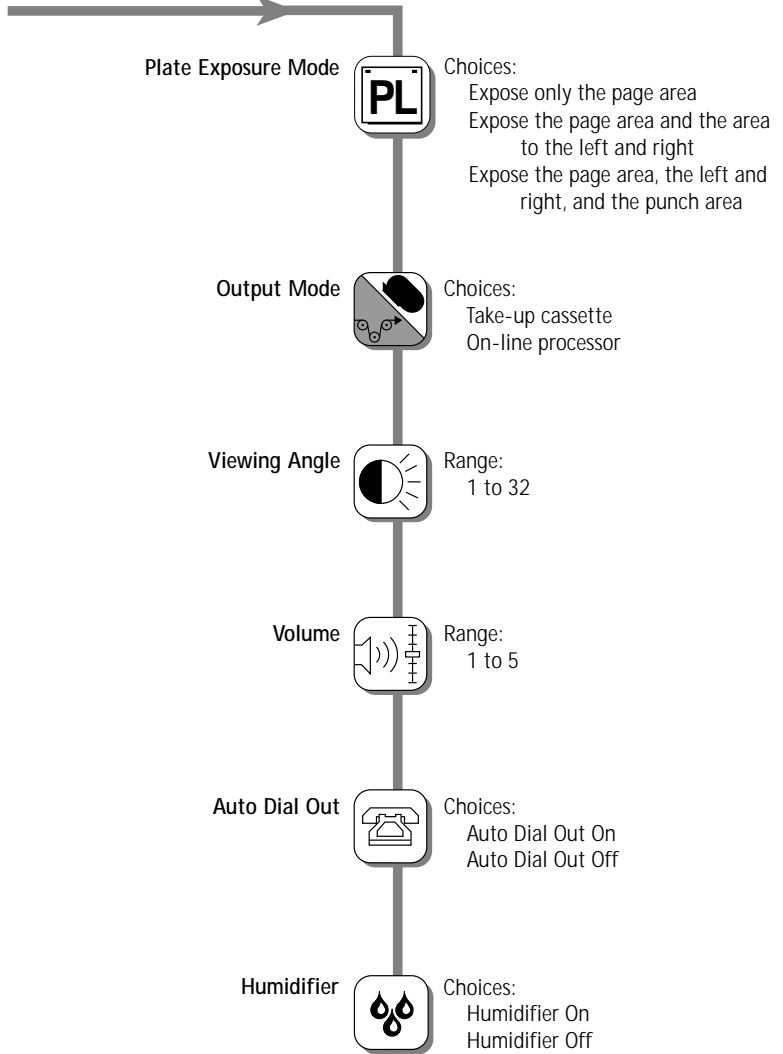 Plate Exposure Mode
PL
Choices:
Expose only the page area
Expose the page area and the area
to the left and right
Expose the page area, the left and
right, and the punch area
Output Mode
Choices:
Take-up cassette
On-line processor
Viewing Angle
Range:
1 to 32
Volume
Range:
1 to 5
Auto Dial Out
Choices:
Auto Dial Out On
Auto Dial Out Off
Humidifier
Choices:
Humidifier On
Humidifier Off